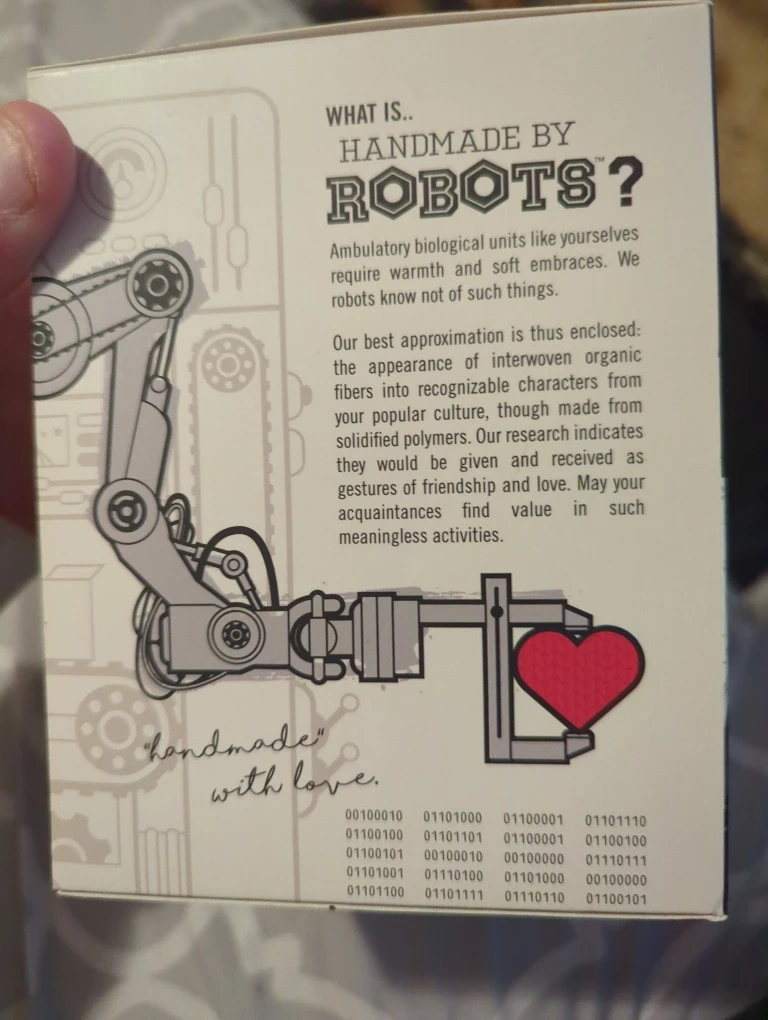 WHAT IS..
HANDMADE BY
ROBOTS™?
Ambulatory biological units like yourselves
require warmth and soft embraces. We
robots know not of such things.
Our best approximation is thus enclosed:
the appearance of interwoven organic
fibers into recognizable characters from
your popular culture, though made from
solidified polymers. Our research indicates
they would be given and received as
gestures of friendship and love. May your
acquaintances find value in such
meaningless activities.
"handmade"
with love.
00100010 01101000 01100001 01101110
01100100 01101101 01100001 01100100
01100101 00100010 00100000 01110111
01101001 01110100 01101000 00100000
01101100 01101111 01110110 01100101